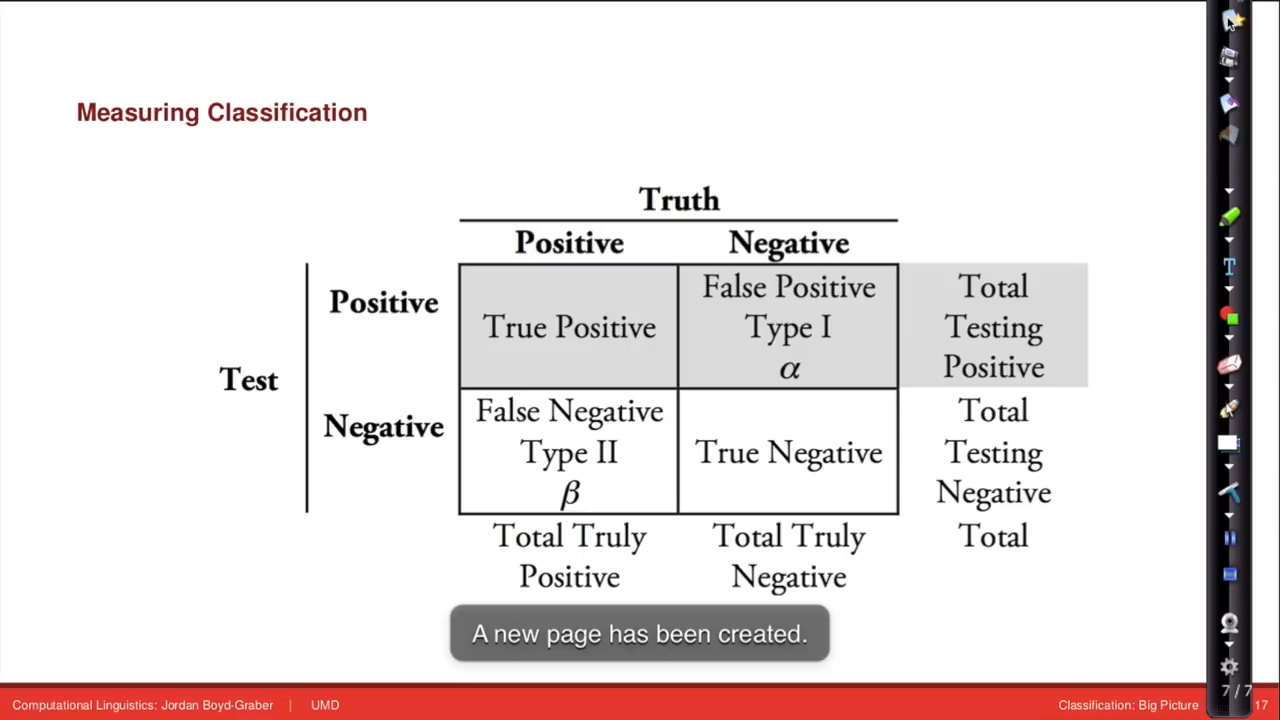 Measuring Classification
Truth
Positive Negative
Positive
True Positive
False Positive
Type I
α
Total
Testing
Positive
Test
Negative
False Negative
Type II
β
True Negative
Total
Testing
Negative
Total Truly
Positive
Total Truly
Negative
Total
A new page has been created.
Computational Linguistics: Jordan Boyd-Graber | UMD
Classification: Big Picture
17
T
7 / 7